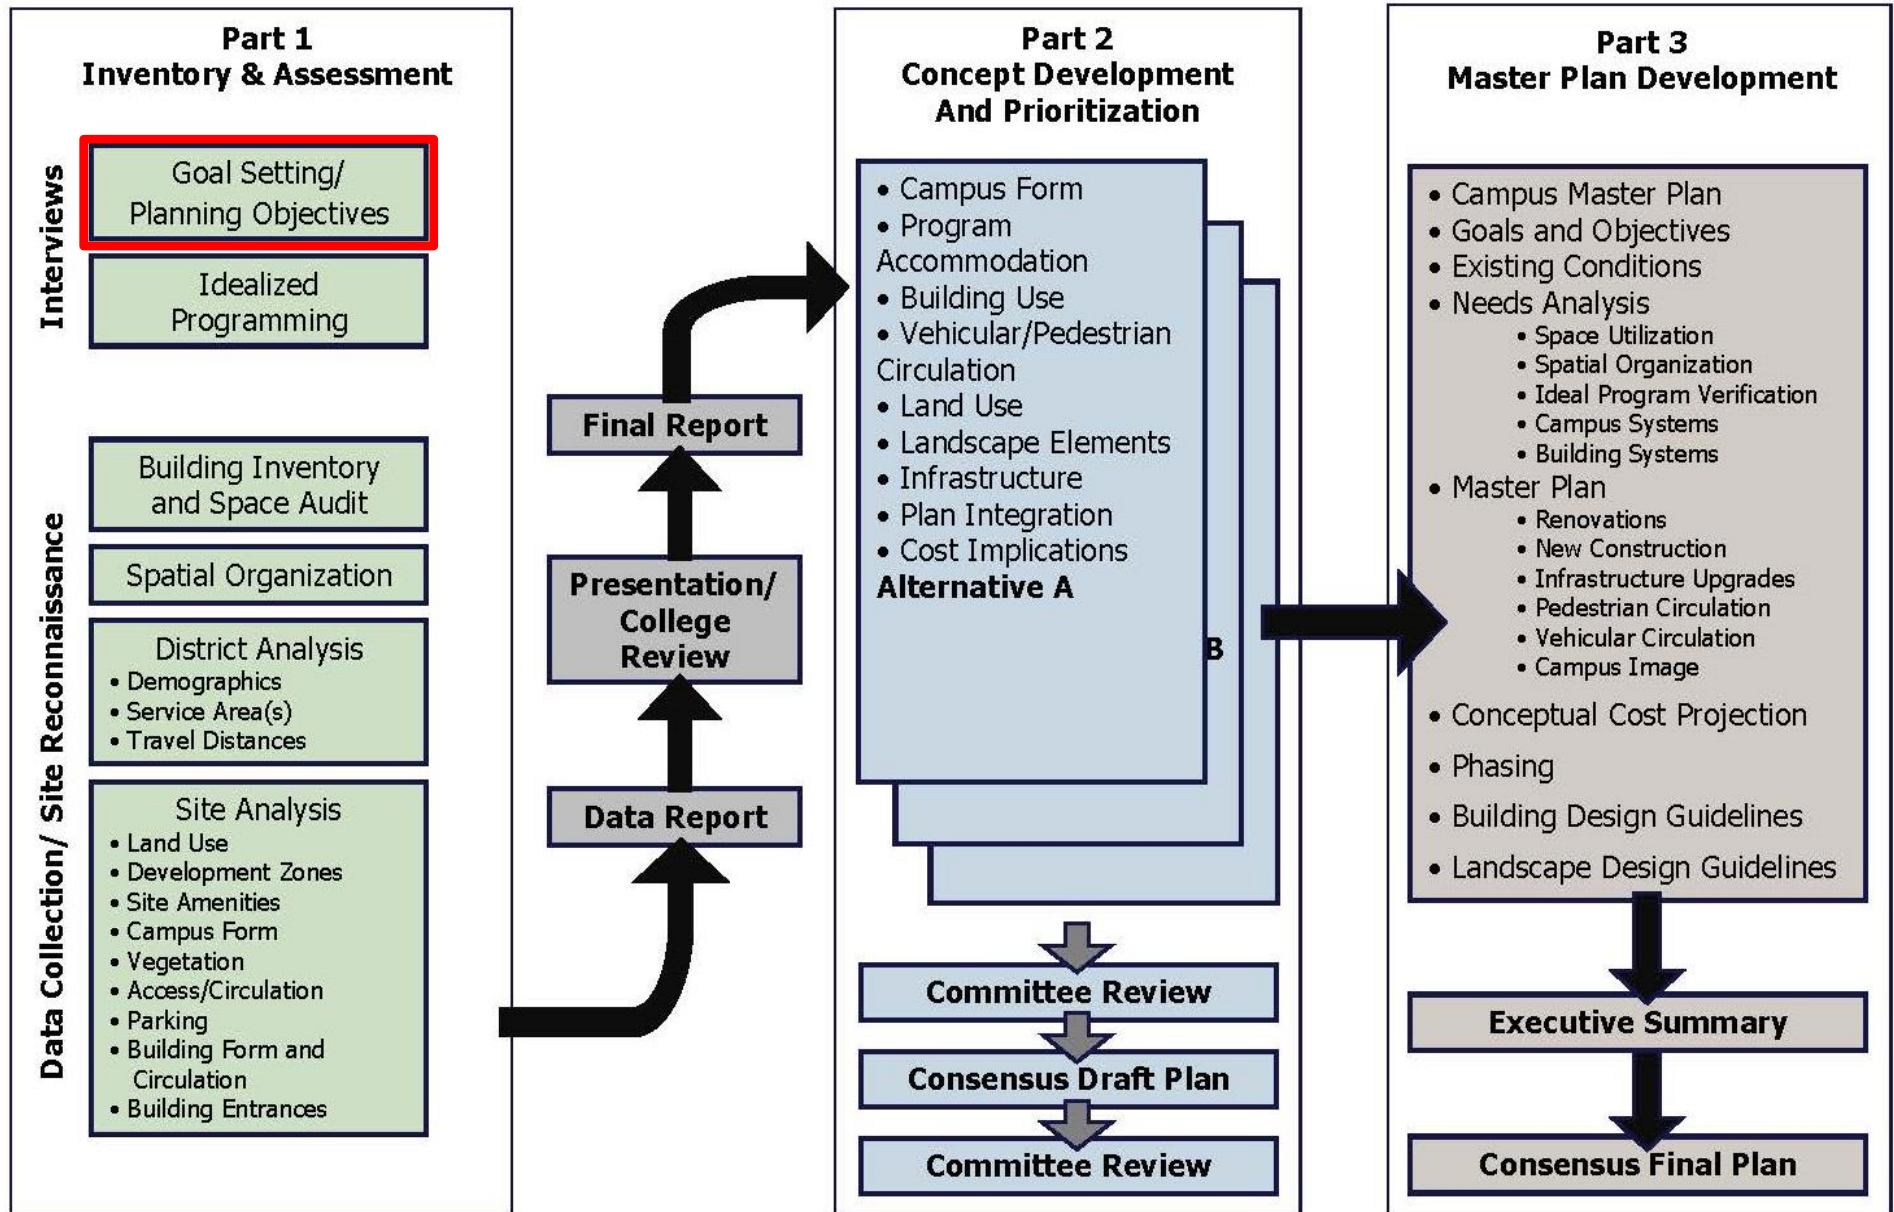 Part 1
Inventory & Assessment
Interviews
Goal Setting/
Planning Objectives
Idealized
Programming
Data Collection/ Site Reconnaissance
Building Inventory
and Space Audit
Spatial Organization
District Analysis
• Demographics
• Service Area(s)
• Travel Distances
Site Analysis
• Land Use
• Development Zones
• Site Amenities
• Campus Form
• Vegetation
• Access/Circulation
• Parking
• Building Form and
Circulation
• Building Entrances
Final Report
Presentation/
College
Review
Data Report
Part 2
Concept Development
And Prioritization
• Campus Form
• Program
Accommodation
• Building Use
• Vehicular/Pedestrian
Circulation
• Land Use
• Landscape Elements
• Infrastructure
• Plan Integration
• Cost Implications
Alternative A
B
Committee Review
Consensus Draft Plan
Committee Review
Part 3
Master Plan Development
• Campus Master Plan
• Goals and Objectives
• Existing Conditions
• Needs Analysis
• Space Utilization
• Spatial Organization
• Ideal Program Verification
• Campus Systems
• Building Systems
• Master Plan
• Renovations
• New Construction
• Infrastructure Upgrades
• Pedestrian Circulation
• Vehicular Circulation
• Campus Image
• Conceptual Cost Projection
• Phasing
• Building Design Guidelines
• Landscape Design Guidelines
Executive Summary
Consensus Final Plan